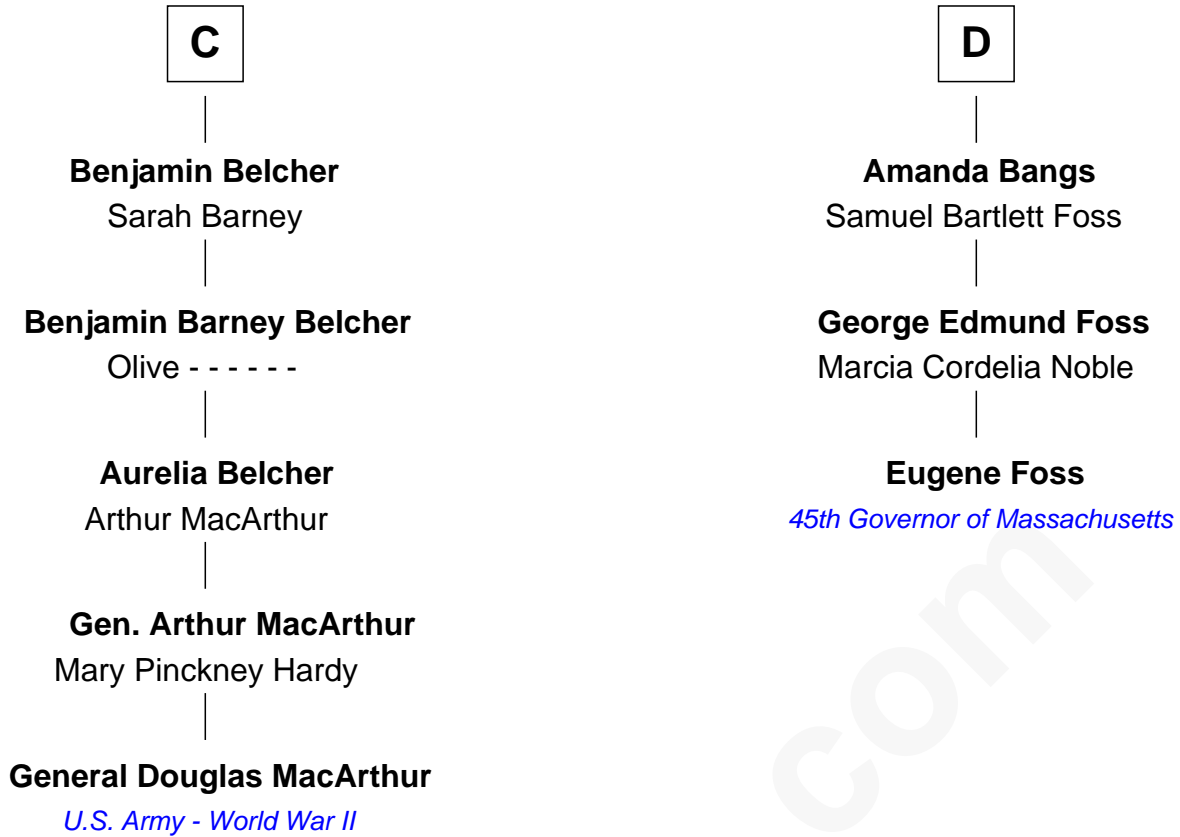 C
Benjamin Belcher
Sarah Barney
Benjamin Barney Belcher
Olive - - - - - -
Aurelia Belcher
Arthur MacArthur
Gen. Arthur MacArthur
Mary Pinckney Hardy
General Douglas MacArthur
U.S. Army - World War II
D
Amanda Bangs
Samuel Bartlett Foss
George Edmund Foss
Marcia Cordelia Noble
Eugene Foss
45th Governor of Massachusetts
com